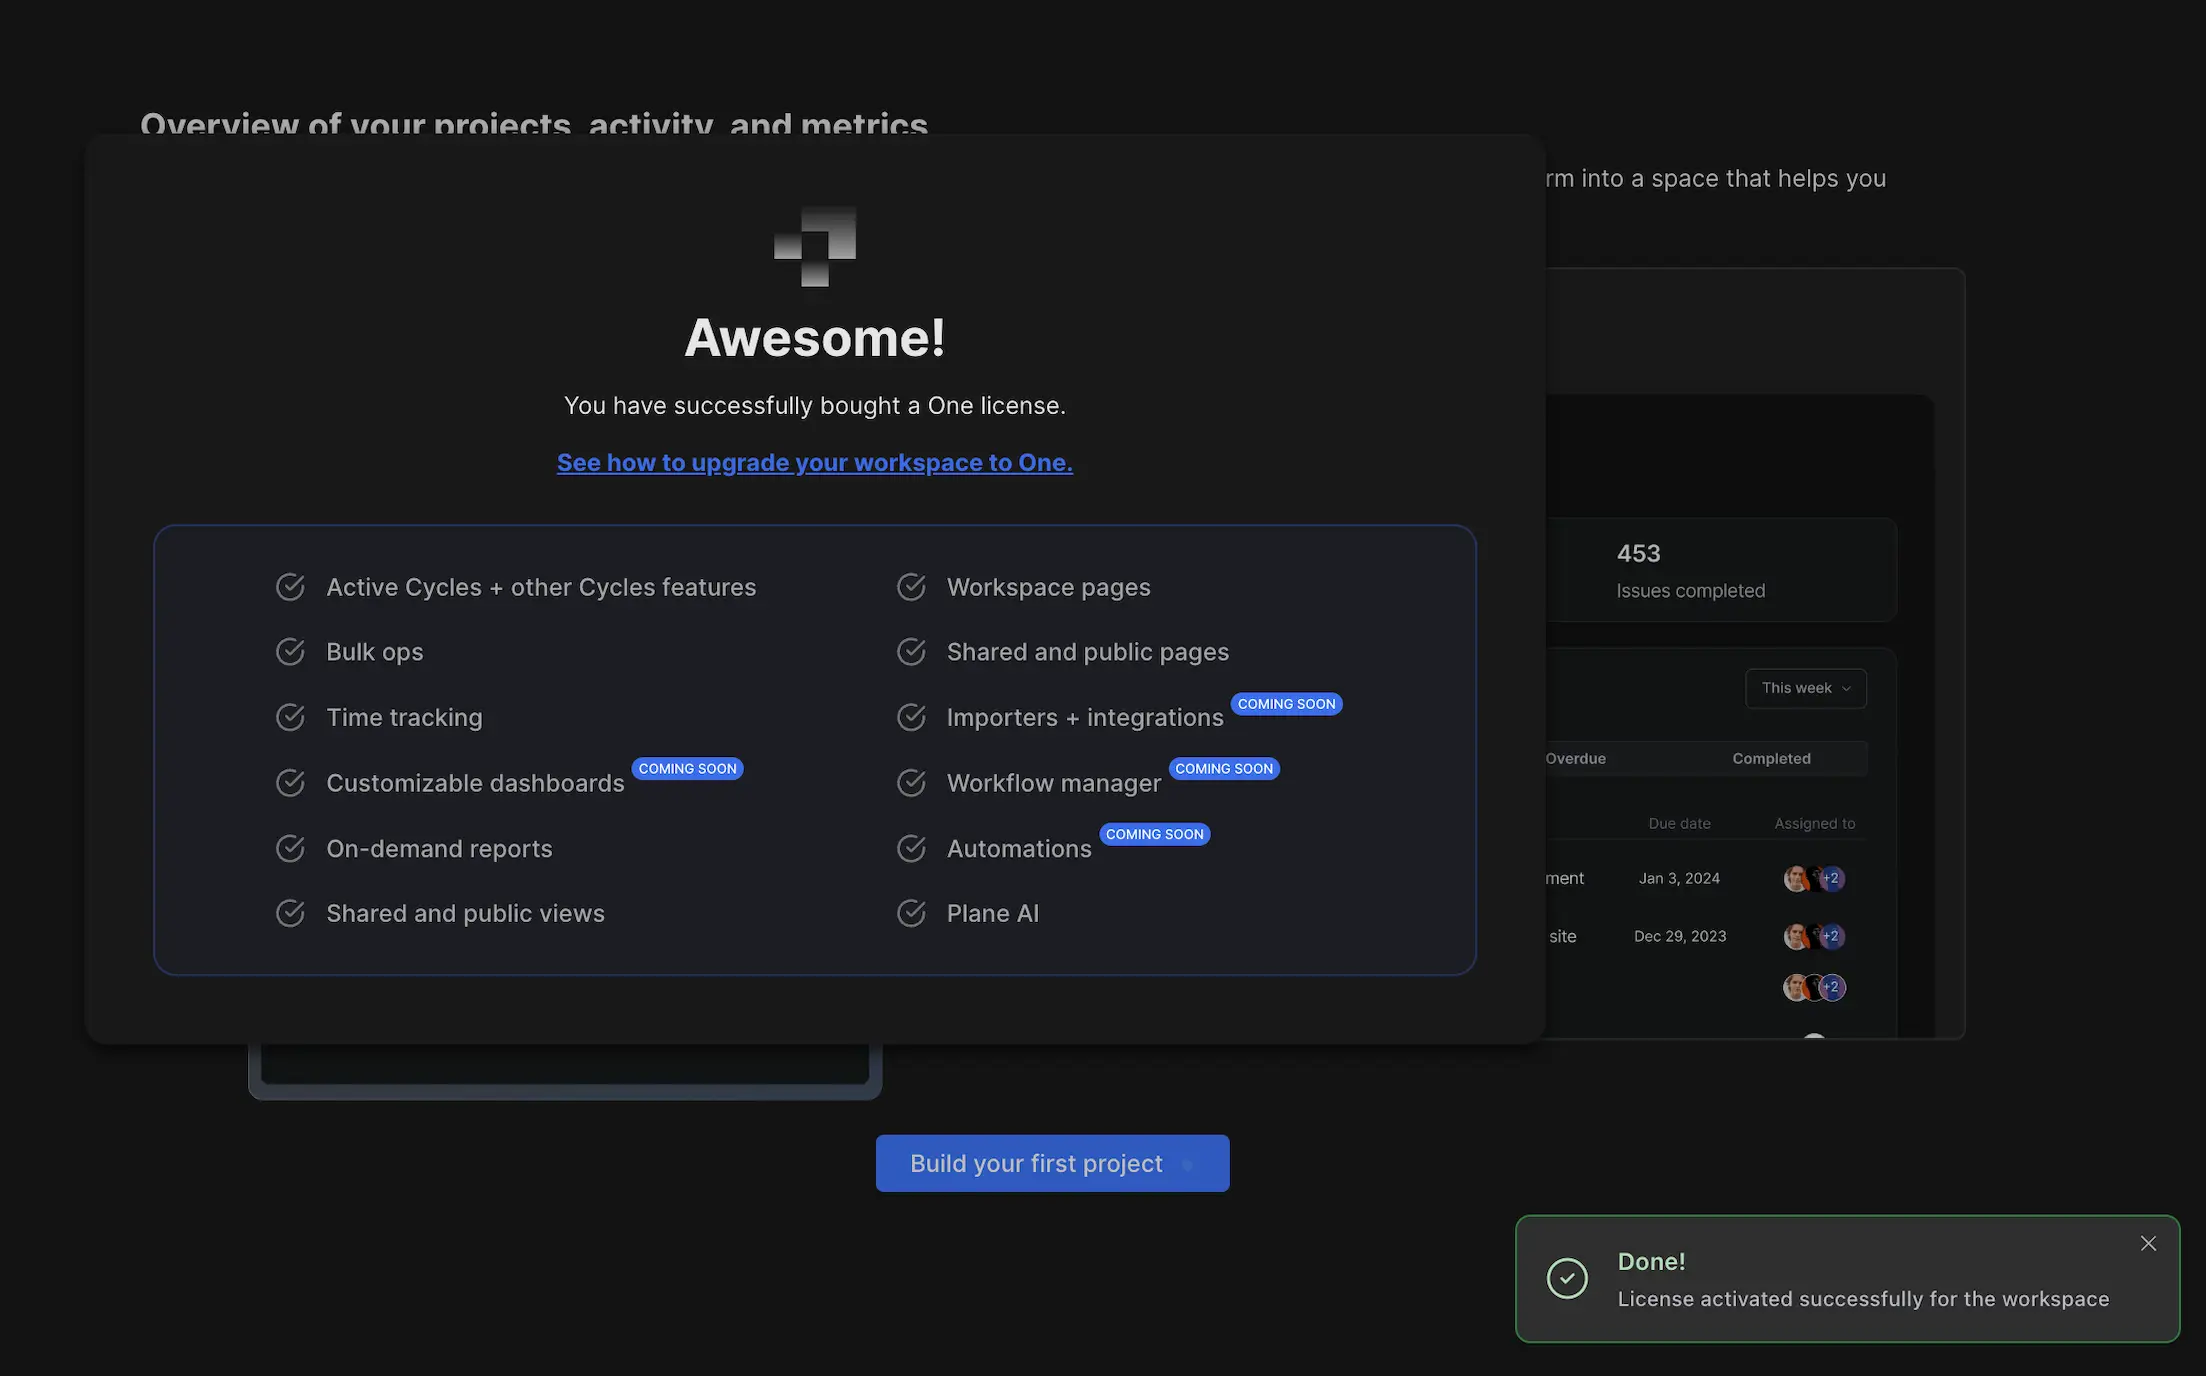 Overview of your projects, activity, and metrics
rm into a space that helps you
Awesome!
You have successfully bought a One license.
See how to upgrade your workspace to One.
Active Cycles + other Cycles features
Bulk ops
Time tracking
Customizable dashboards COMING SOON
On-demand reports
Shared and public views
Workspace pages
Shared and public pages
Importers + integrations COMING SOON
Workflow manager COMING SOON
Automations COMING SOON
Plane AI
453
Issues completed
This week
Overdue Completed
Due date Assigned to
ment Jan 3, 2024 +2
site Dec 29, 2023 +2
+2
Build your first project
Done!
License activated successfully for the workspace